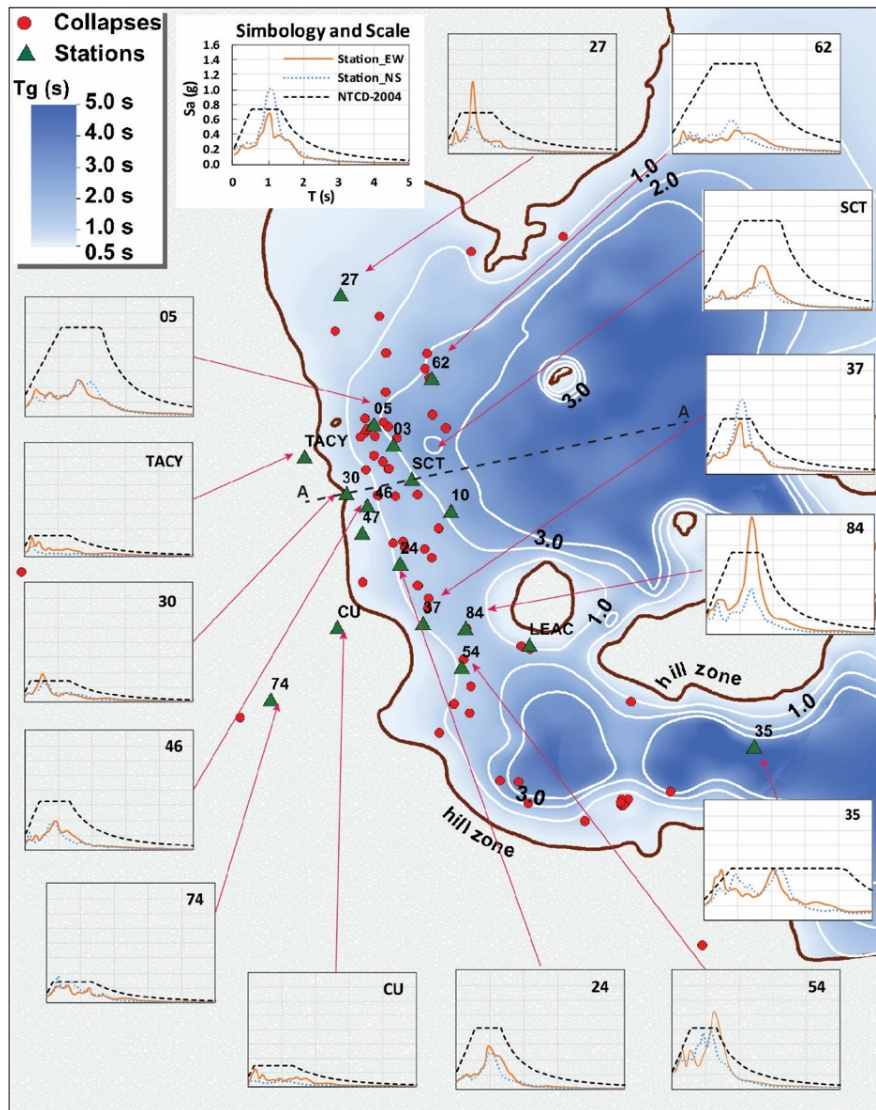 Collapses
Stations
Tg (s)
5.0 s
4.0 s
3.0 s
2.0 s
1.0 s
0.5 s
Simbology and Scale
Sa (g)
1.6
1.4
1.2
1.0
0.8
0.6
0.4
0.2
0.0
0 1 2 3 4 5
T (s)
Station_EW
Station_NS
NTCD-2004
27
62
SCT
37
84
35
54
24
CU
74
46
30
TACY
05
1.0
2.0
3.0
27
62
05
03
TACY
SCT
A
A
30
46
47
10
24
3.0
1.0
CU
37
84
LEAC
54
74
hill zone
1.0
35
3.0
hill zone